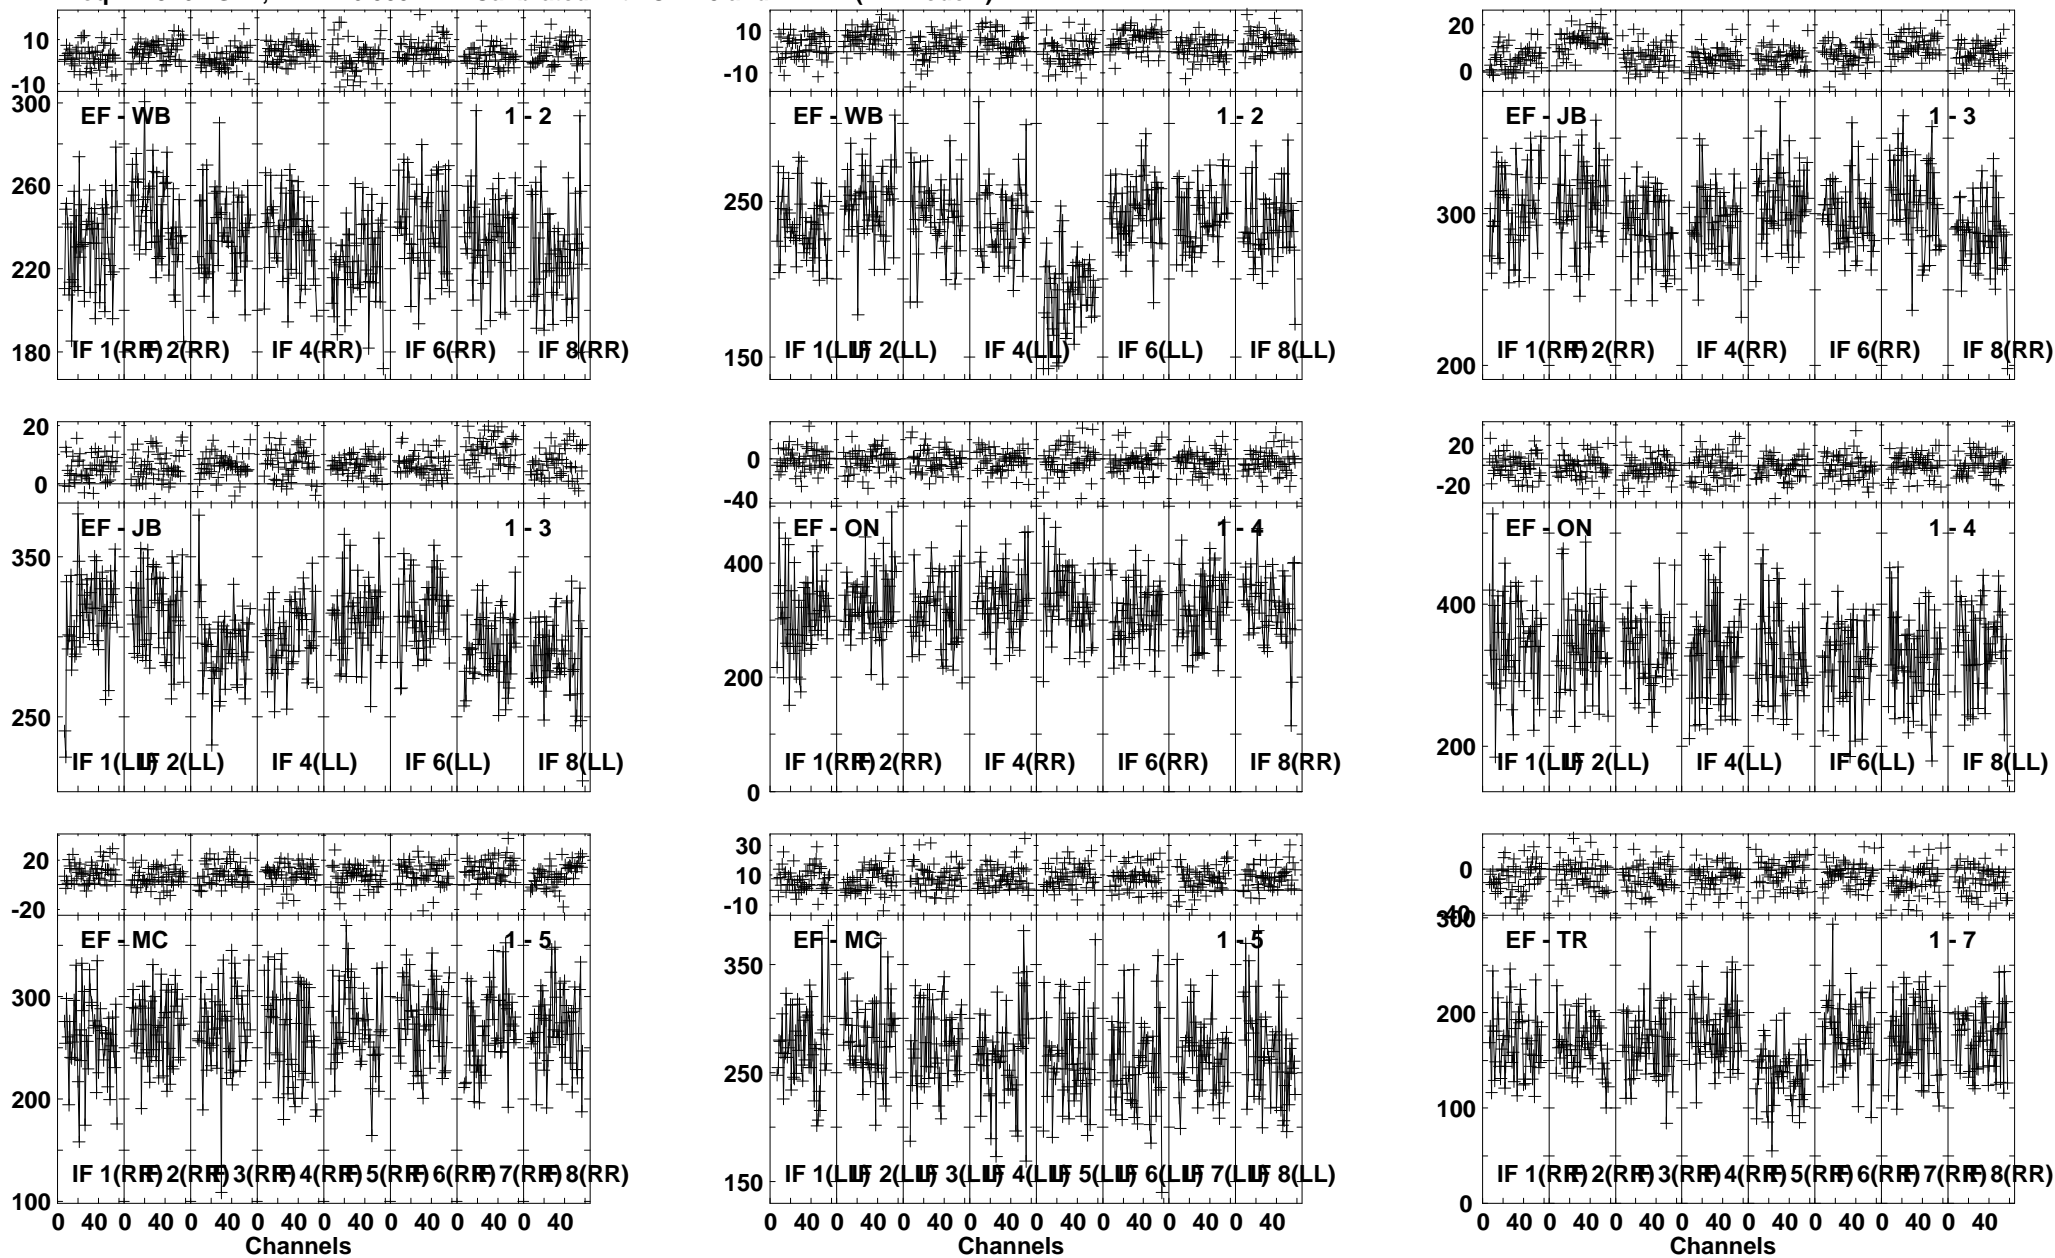 10
-10
300
260
220
180
EF - WB 1 - 2
IF 1(RR) IF 2(RR) IF 4(RR) IF 6(RR) IF 8(RR)
10
-10
250
150
EF - WB 1 - 2
IF 1(LL) IF 2(LL) IF 4(LL) IF 6(LL) IF 8(LL)
20
0
300
200
EF - JB 1 - 3
IF 1(RR) IF 2(RR) IF 4(RR) IF 6(RR) IF 8(RR)
20
0
350
250
EF - JB 1 - 3
IF 1(LL) IF 2(LL) IF 4(LL) IF 6(LL) IF 8(LL)
0
-40
400
200
0
EF - ON 1 - 4
IF 1(RR) IF 2(RR) IF 4(RR) IF 6(RR) IF 8(RR)
20
-20
400
200
EF - ON 1 - 4
IF 1(LL) IF 2(LL) IF 4(LL) IF 6(LL) IF 8(LL)
20
-20
300
200
100
EF - MC 1 - 5
IF 1(RR) IF 2(RR) IF 3(RR) IF 4(RR) IF 5(RR) IF 6(RR) IF 7(RR) IF 8(RR)
0 40 0 40 0 40 0 40 0 40 0 40 0 40 0 40
Channels
30
10
-10
350
250
150
EF - MC 1 - 5
IF 1(LL) IF 2(LL) IF 3(LL) IF 4(LL) IF 5(LL) IF 6(LL) IF 7(LL) IF 8(LL)
0 40 0 40 0 40 0 40 0 40 0 40 0 40 0 40
Channels
0
-40
300
200
100
0
EF - TR 1 - 7
IF 1(RR) IF 2(RR) IF 3(RR) IF 4(RR) IF 5(RR) IF 6(RR) IF 7(RR) IF 8(RR)
0 40 0 40 0 40 0 40 0 40 0 40 0 40 0 40
Channels